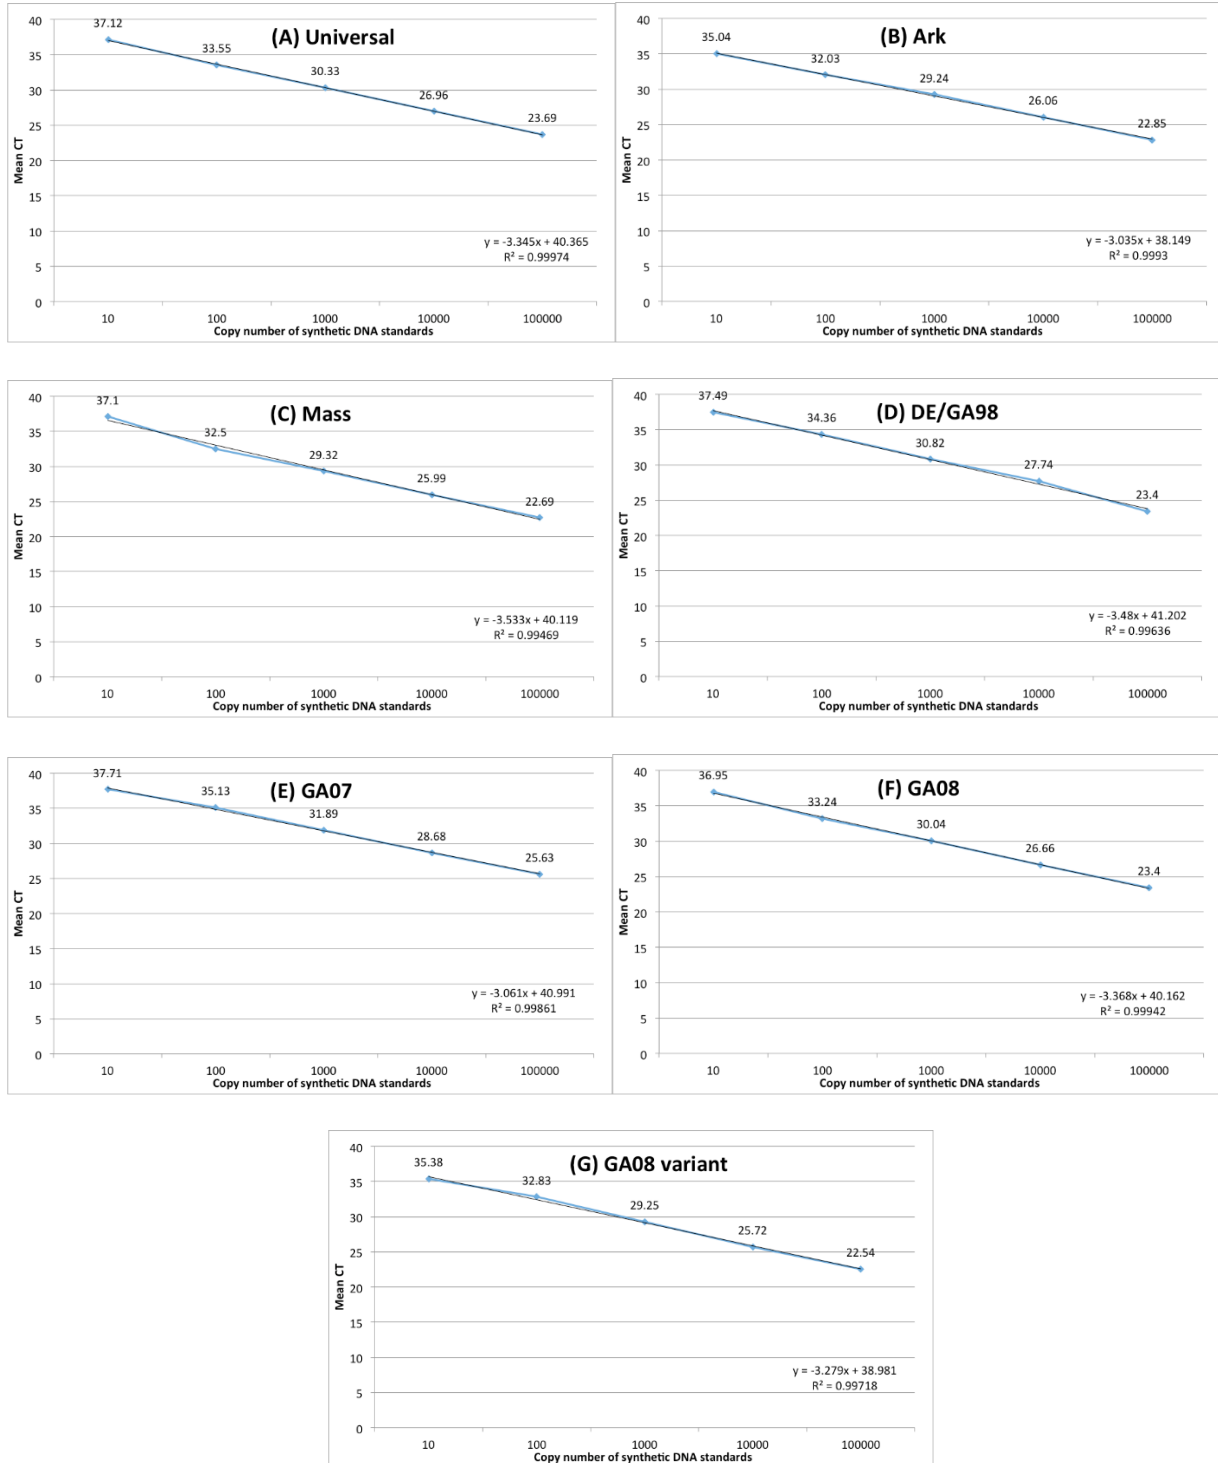 (A) Universal
40
35
30
25
20
15
10
5
0
Mean CT
37.12
33.55
30.33
26.96
23.69
y = -3.345x + 40.365
R² = 0.99974
10 100 1000 10000 100000
Copy number of synthetic DNA standards
(B) Ark
40
35
30
25
20
15
10
5
0
Mean CT
35.04
32.03
29.24
26.06
22.85
y = -3.035x + 38.149
R² = 0.9993
10 100 1000 10000 100000
Copy number of synthetic DNA standards
(C) Mass
40
35
30
25
20
15
10
5
0
Mean CT
37.1
32.5
29.32
25.99
22.69
y = -3.533x + 40.119
R² = 0.99469
10 100 1000 10000 100000
Copy number of synthetic DNA standards
(D) DE/GA98
40
35
30
25
20
15
10
5
0
Mean CT
37.49
34.36
30.82
27.74
23.4
y = -3.48x + 41.202
R² = 0.99636
10 100 1000 10000 100000
Copy number of synthetic DNA standards
(E) GA07
40
35
30
25
20
15
10
5
0
Mean CT
37.71
35.13
31.89
28.68
25.63
y = -3.061x + 40.991
R² = 0.99861
10 100 1000 10000 100000
Copy number of synthetic DNA standards
(F) GA08
40
35
30
25
20
15
10
5
0
Mean CT
36.95
33.24
30.04
26.66
23.4
y = -3.368x + 40.162
R² = 0.99942
10 100 1000 10000 100000
Copy number of synthetic DNA standards
(G) GA08 variant
40
35
30
25
20
15
10
5
0
Mean CT
35.38
32.83
29.25
25.72
22.54
y = -3.279x + 38.981
R² = 0.99718
10 100 1000 10000 100000
Copy number of synthetic DNA standards